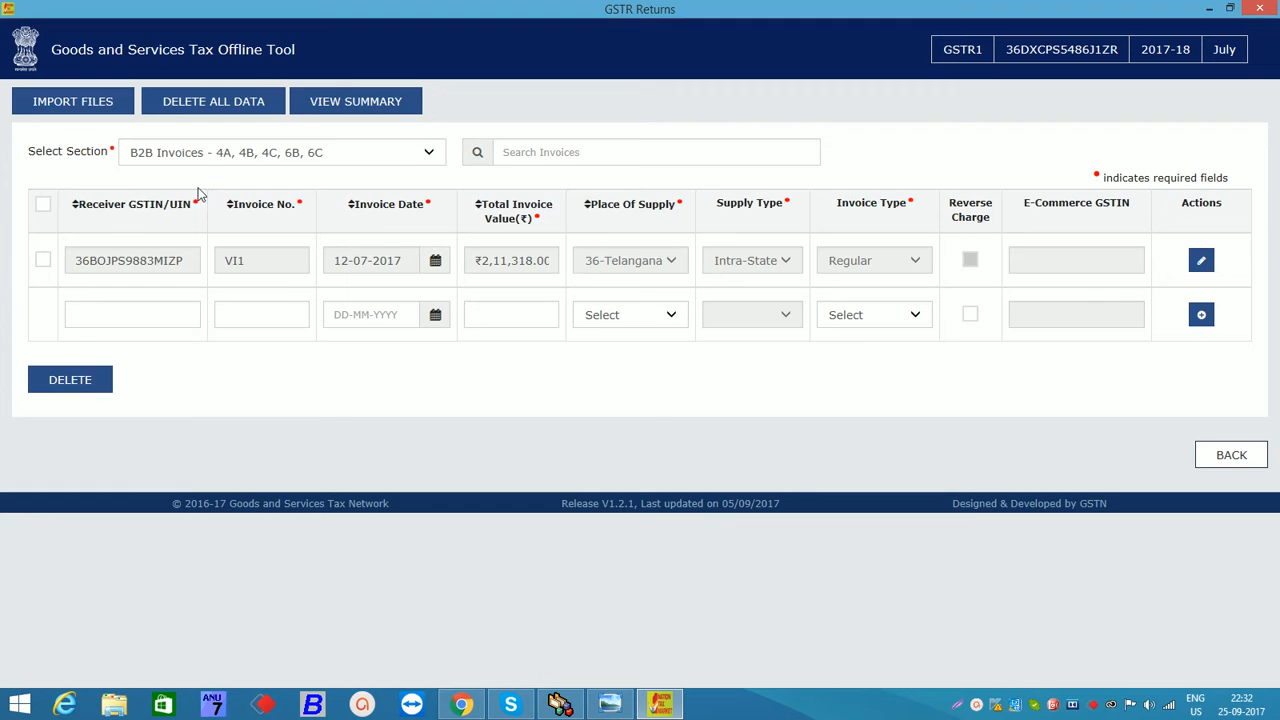 GSTR Returns
Goods and Services Tax Offline Tool
GSTR1 36DXCPS5486J1ZR 2017-18 July
IMPORT FILES DELETE ALL DATA VIEW SUMMARY
Select Section* B2B Invoices - 4A, 4B, 4C, 6B, 6C Search Invoices
* indicates required fields
Receiver GSTIN/UIN* Invoice No.* Invoice Date* Total Invoice Value(₹)* Place Of Supply* Supply Type* Invoice Type* Reverse Charge E-Commerce GSTIN Actions
36BOJPS9883MIZP VI1 12-07-2017 ₹2,11,318.00 36-Telangana Intra-State Regular
DD-MM-YYYY Select Select
DELETE
BACK
© 2016-17 Goods and Services Tax Network Release V1.2.1, Last updated on 05/09/2017 Designed & Developed by GSTN
ANU 7 B S ENG US 22:32 25-09-2017